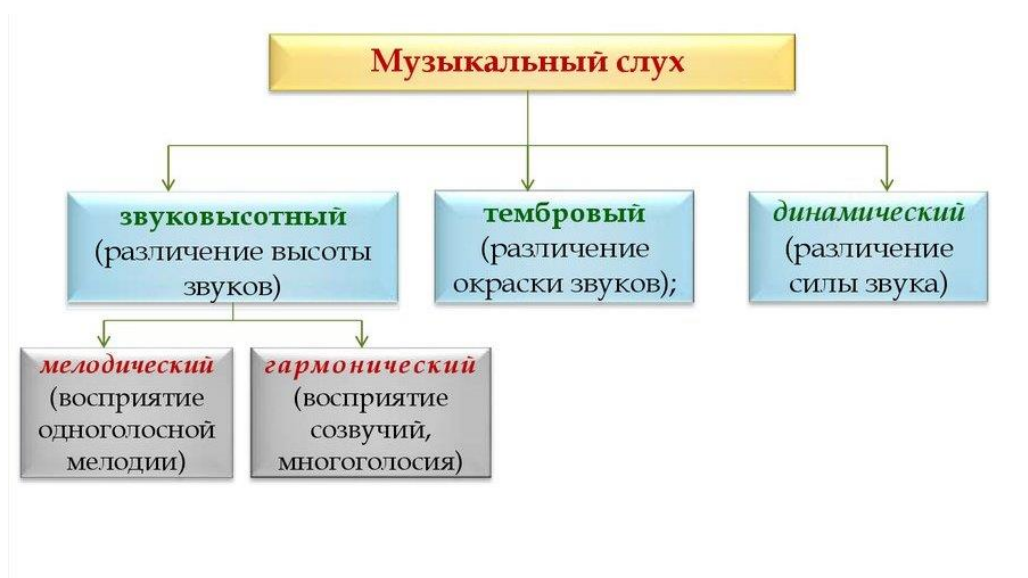 Музыкальный слух
звуковысотный
(различение высоты
звуков)
тембровый
(различение
окраски звуков);
динамический
(различение
силы звука)
мелодический
(восприятие
одноголосной
мелодии)
гармонический
(восприятие
созвучий,
многоголосия)